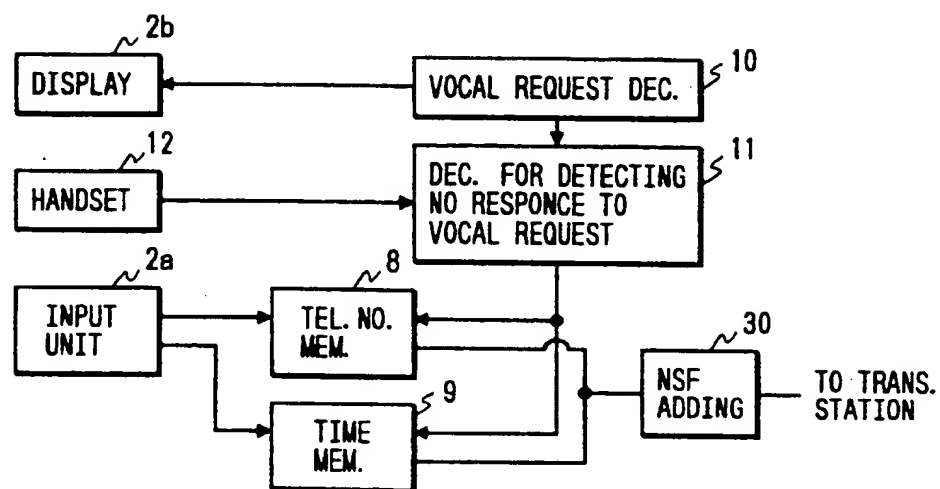 2b
DISPLAY
10
VOCAL REQUEST DEC.
12
HANDSET
11
DEC. FOR DETECTING
NO RESPONCE TO
VOCAL REQUEST
2a
INPUT
UNIT
8
TEL. NO.
MEM.
30
NSF
ADDING
TO TRANS.
STATION
9
TIME
MEM.